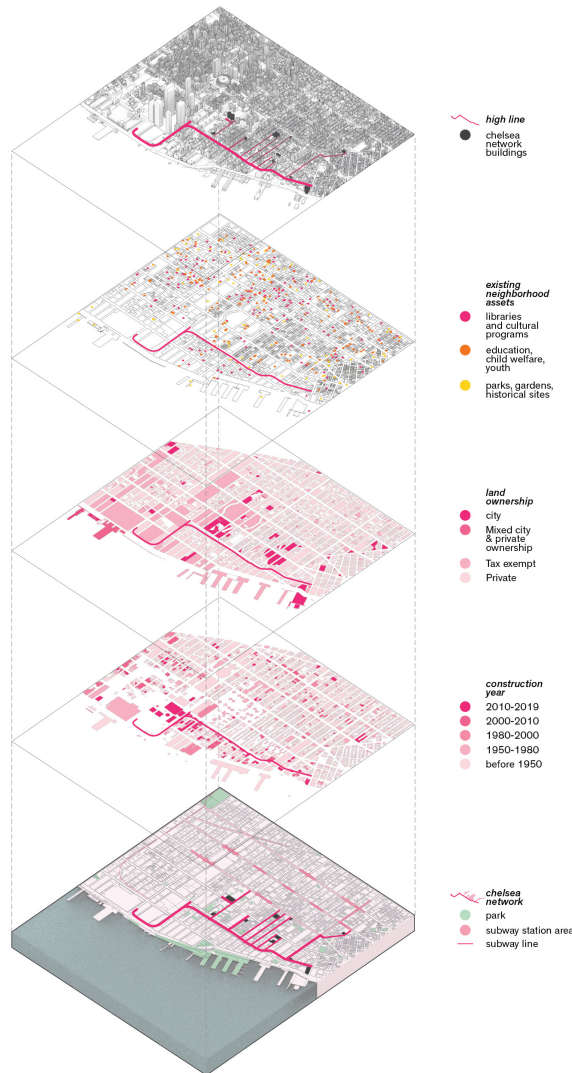 high line
chelsea
network
buildings
existing
neighborhood
assets
libraries
and cultural
programs
education,
child welfare,
youth
parks, gardens,
historical sites
land
ownership
city
Mixed city
& private
ownership
Tax exempt
Private
construction
year
2010-2019
2000-2010
1980-2000
1950-1980
before 1950
chelsea
network
park
subway station area
subway line